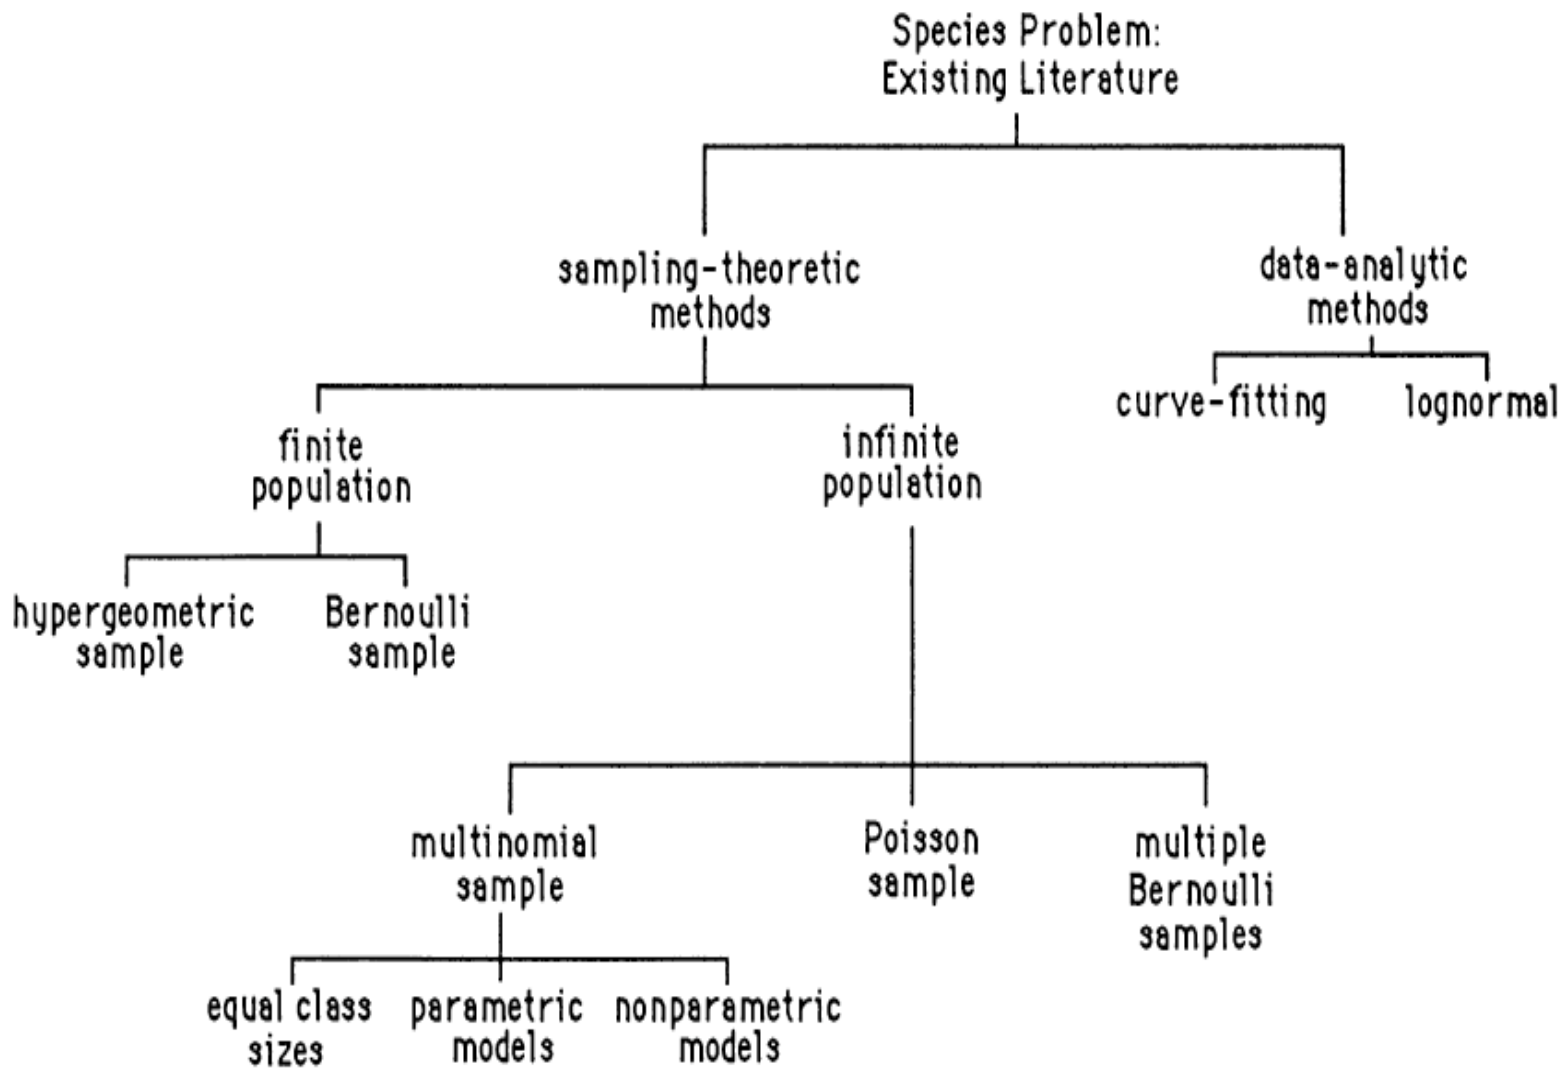 Species Problem:
Existing Literature
sampling-theoretic
methods
data-analytic
methods
curve-fitting
lognormal
finite
population
infinite
population
hypergeometric
sample
Bernoulli
sample
multinomial
sample
Poisson
sample
multiple
Bernoulli
samples
equal class
sizes
parametric
models
nonparametric
models